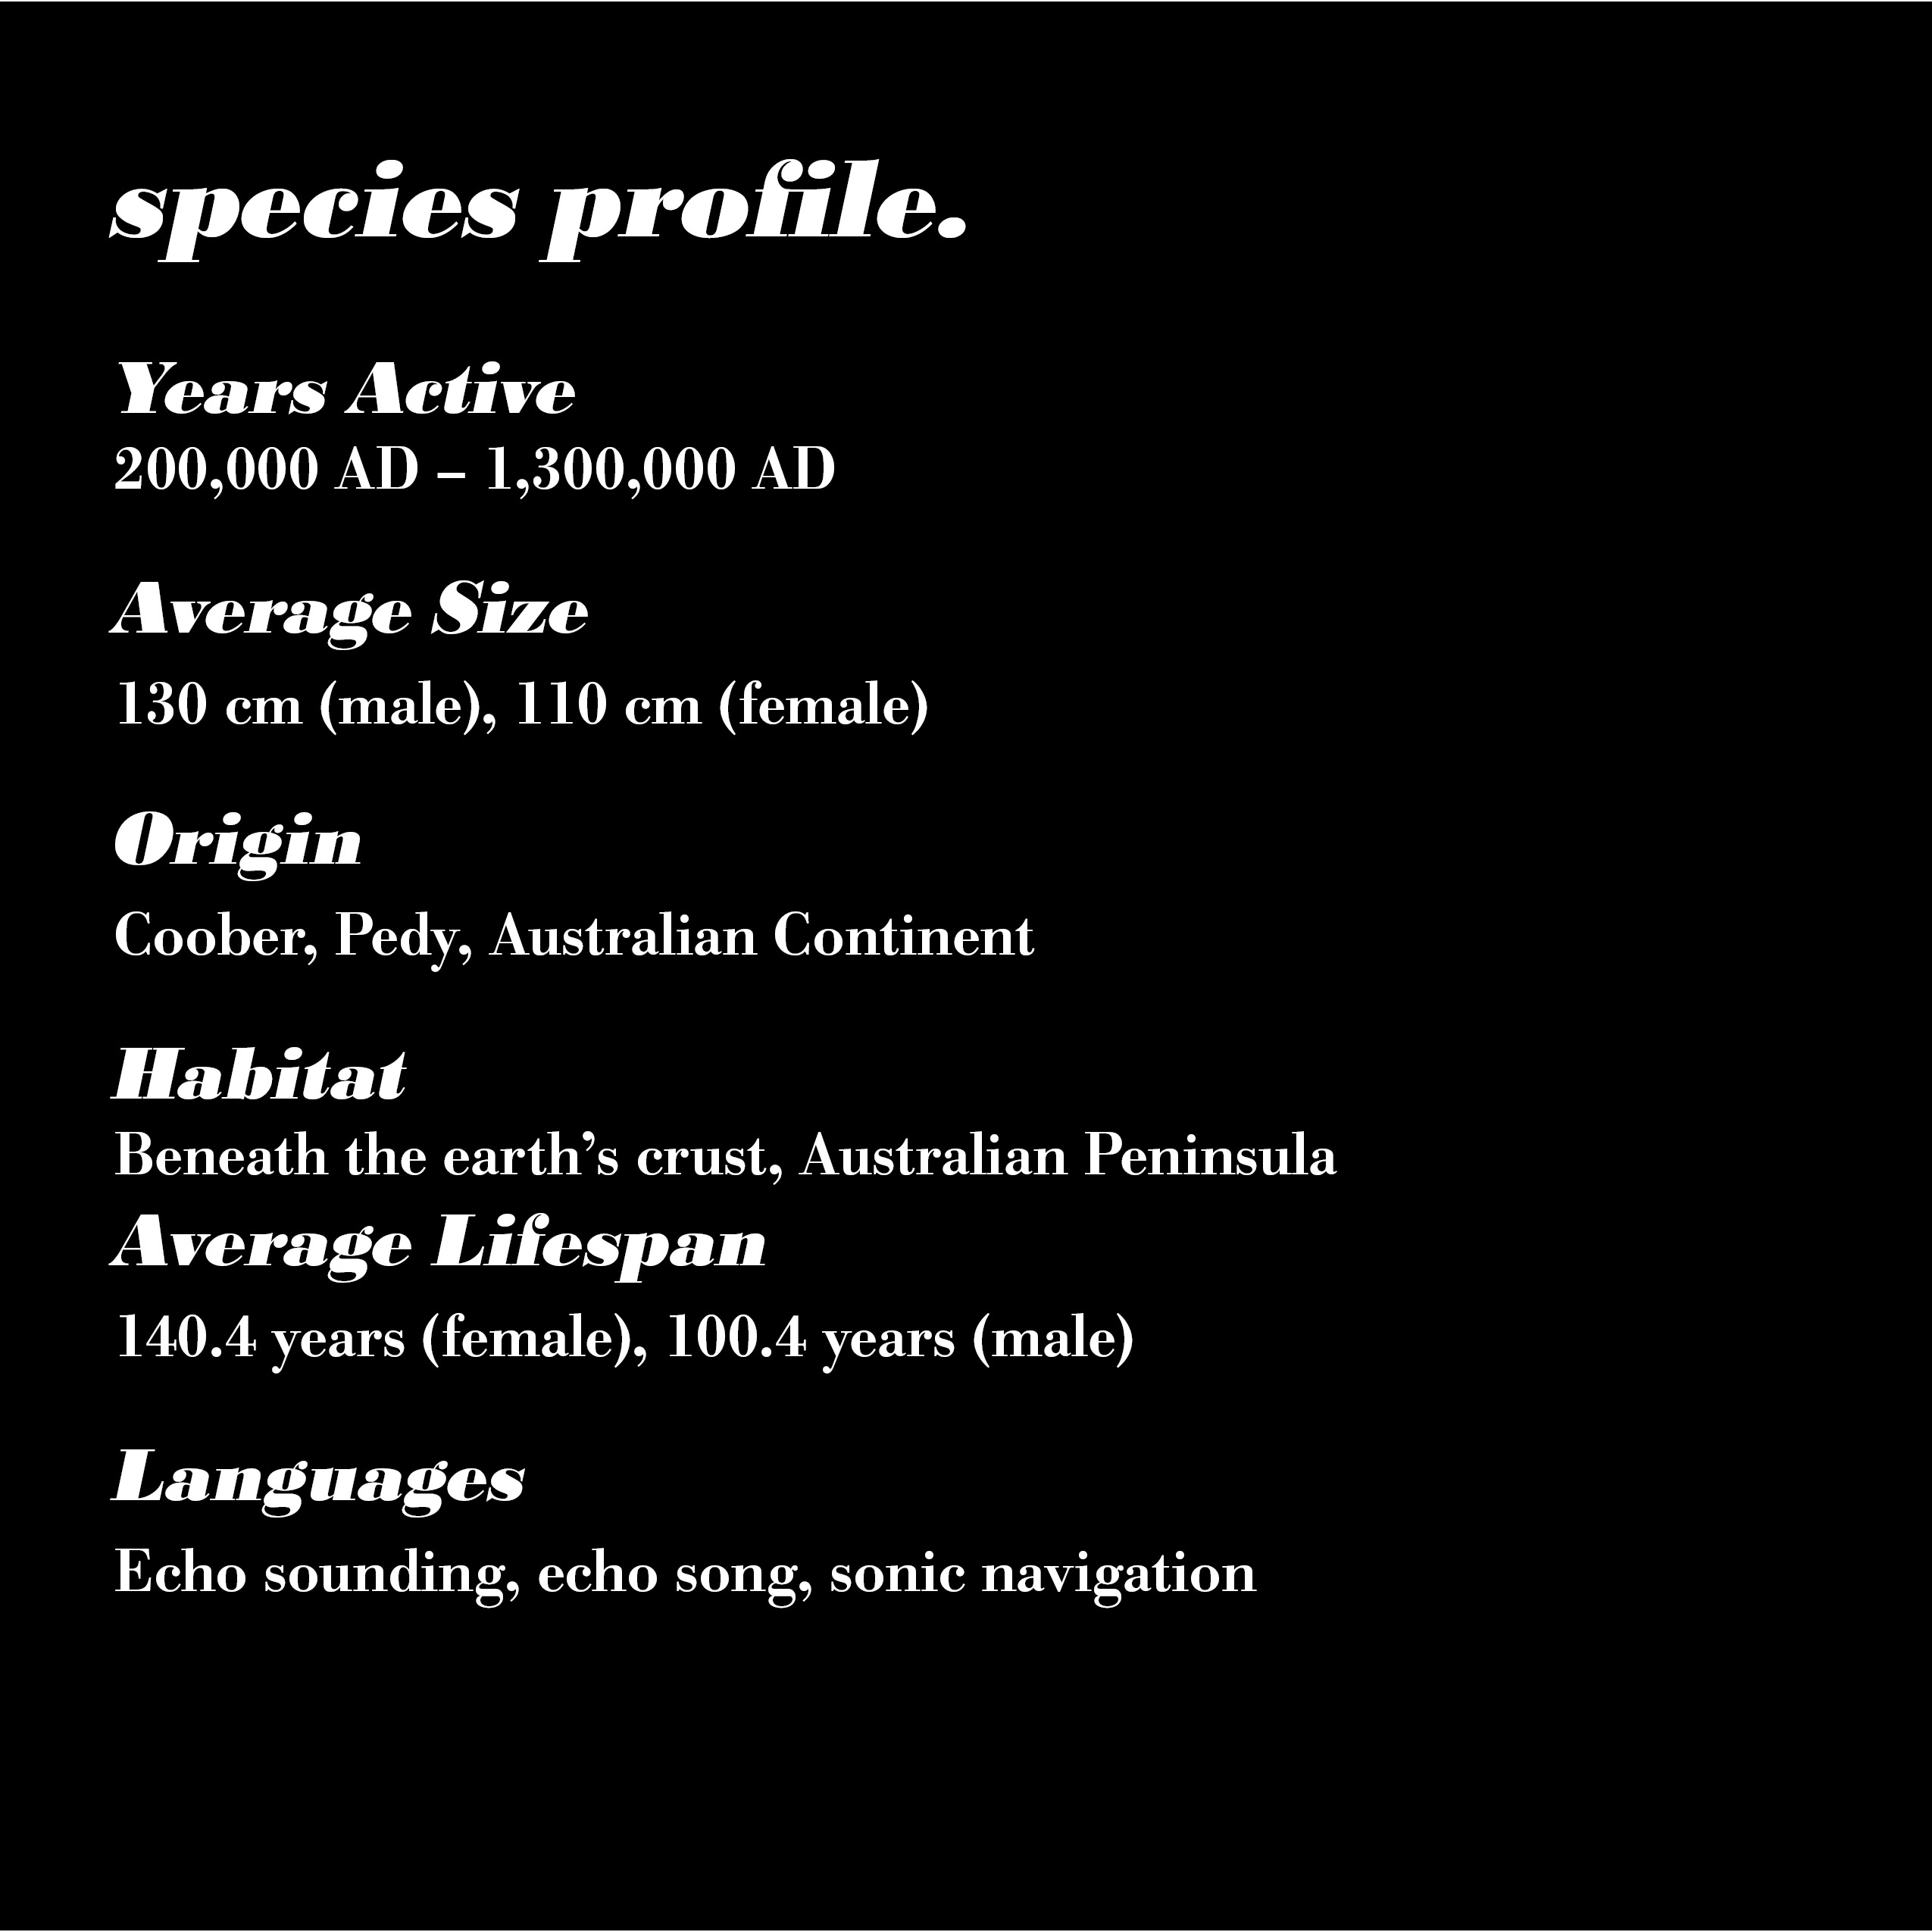 species profile.
Years Active
200,000 AD – 1,300,000 AD
Average Size
130 cm (male), 110 cm (female)
Origin
Coober, Pedy, Australian Continent
Habitat
Beneath the earth’s crust, Australian Peninsula
Average Lifespan
140.4 years (female), 100.4 years (male)
Languages
Echo sounding, echo song, sonic navigation